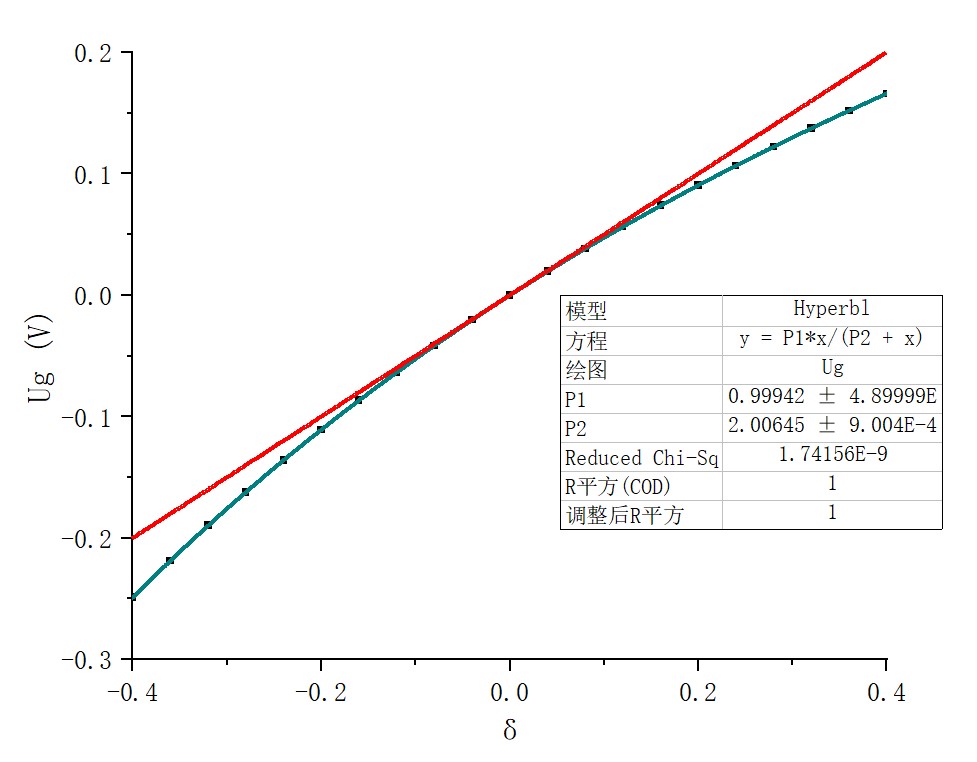 0.2
0.1
0.0
-0.1
-0.2
-0.3
Ug (V)
-0.4 -0.2 0.0 0.2 0.4
δ
模型 Hyperbl
方程 y = P1*x/(P2 + x)
绘图 Ug
P1 0.99942 ± 4.89999E
P2 2.00645 ± 9.004E-4
Reduced Chi-Sq 1.74156E-9
R平方(COD) 1
调整后R平方 1